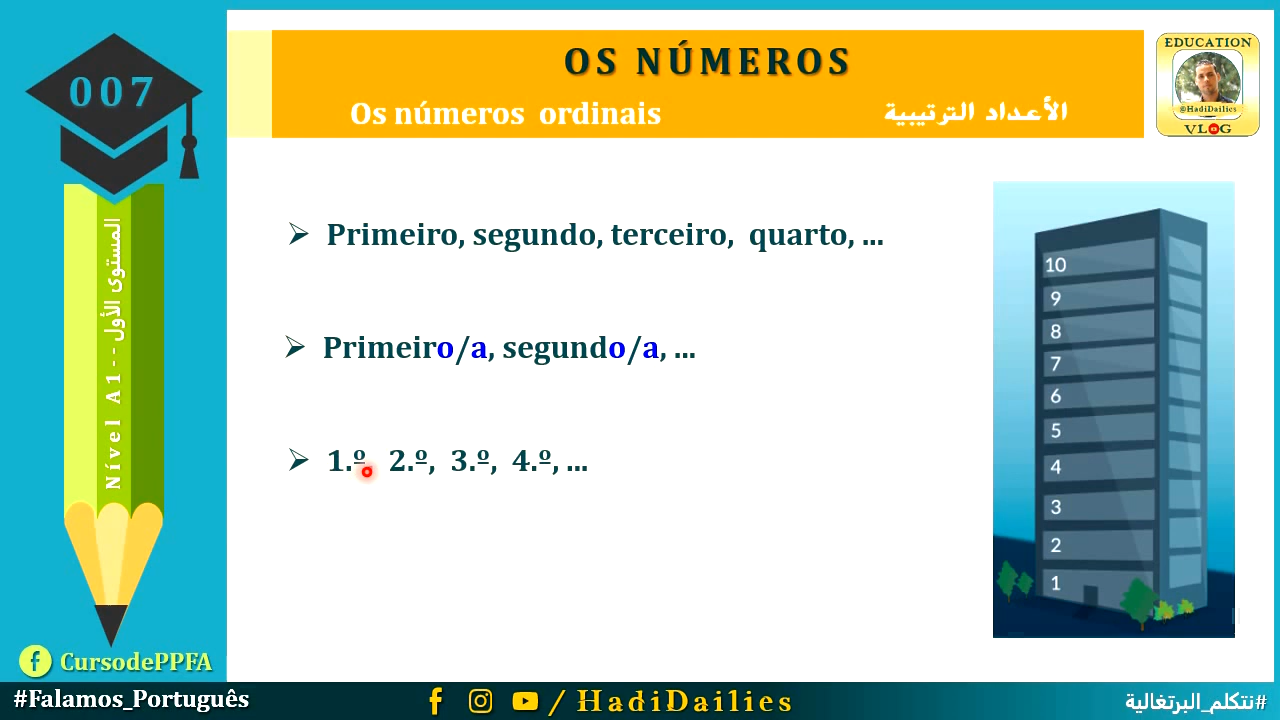 007
المستوى الأول - - Nível A1
OS NÚMEROS
Os números ordinais
الأعداد الترتيبية
EDUCATION
@HadiDailies
VLOG
➢ Primeiro, segundo, terceiro, quarto, ...
➢ Primeiro/a, segundo/a, ...
➢ 1.º 2.º, 3.º, 4.º, ...
10
9
8
7
6
5
4
3
2
1
CursodePPFA
#Falamos_Português
/ HadiDailies
#نتكلم_البرتغالية